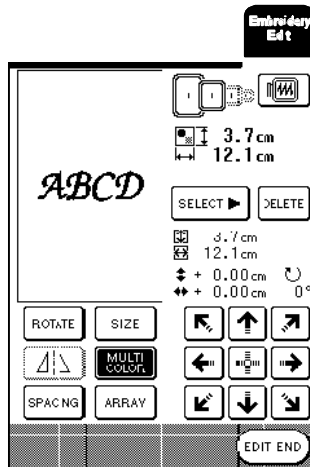 Embroidery
Edit
3.7cm
12.1cm
ABCD
SELECT
DELETE
3.7cm
12.1cm
+ 0.00cm
+ 0.00cm 0°
ROTATE SIZE
MULTI
COLOR
SPACNG ARRAY
EDIT END